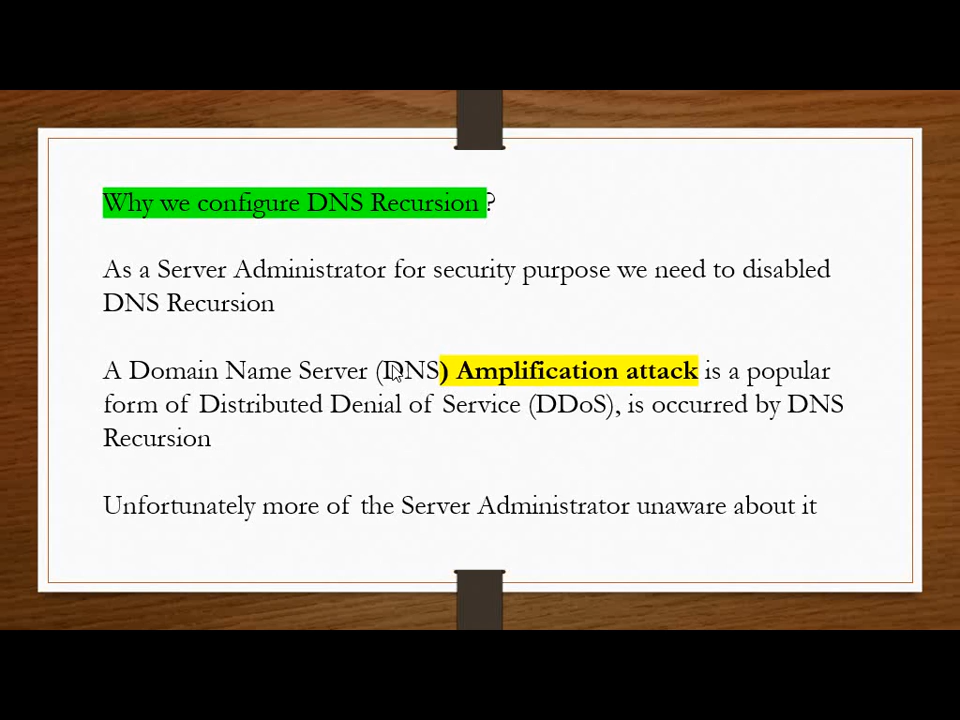 Why we configure DNS Recursion ?
As a Server Administrator for security purpose we need to disabled
DNS Recursion
A Domain Name Server (DNS) Amplification attack is a popular
form of Distributed Denial of Service (DDoS), is occurred by DNS
Recursion
Unfortunately more of the Server Administrator unaware about it